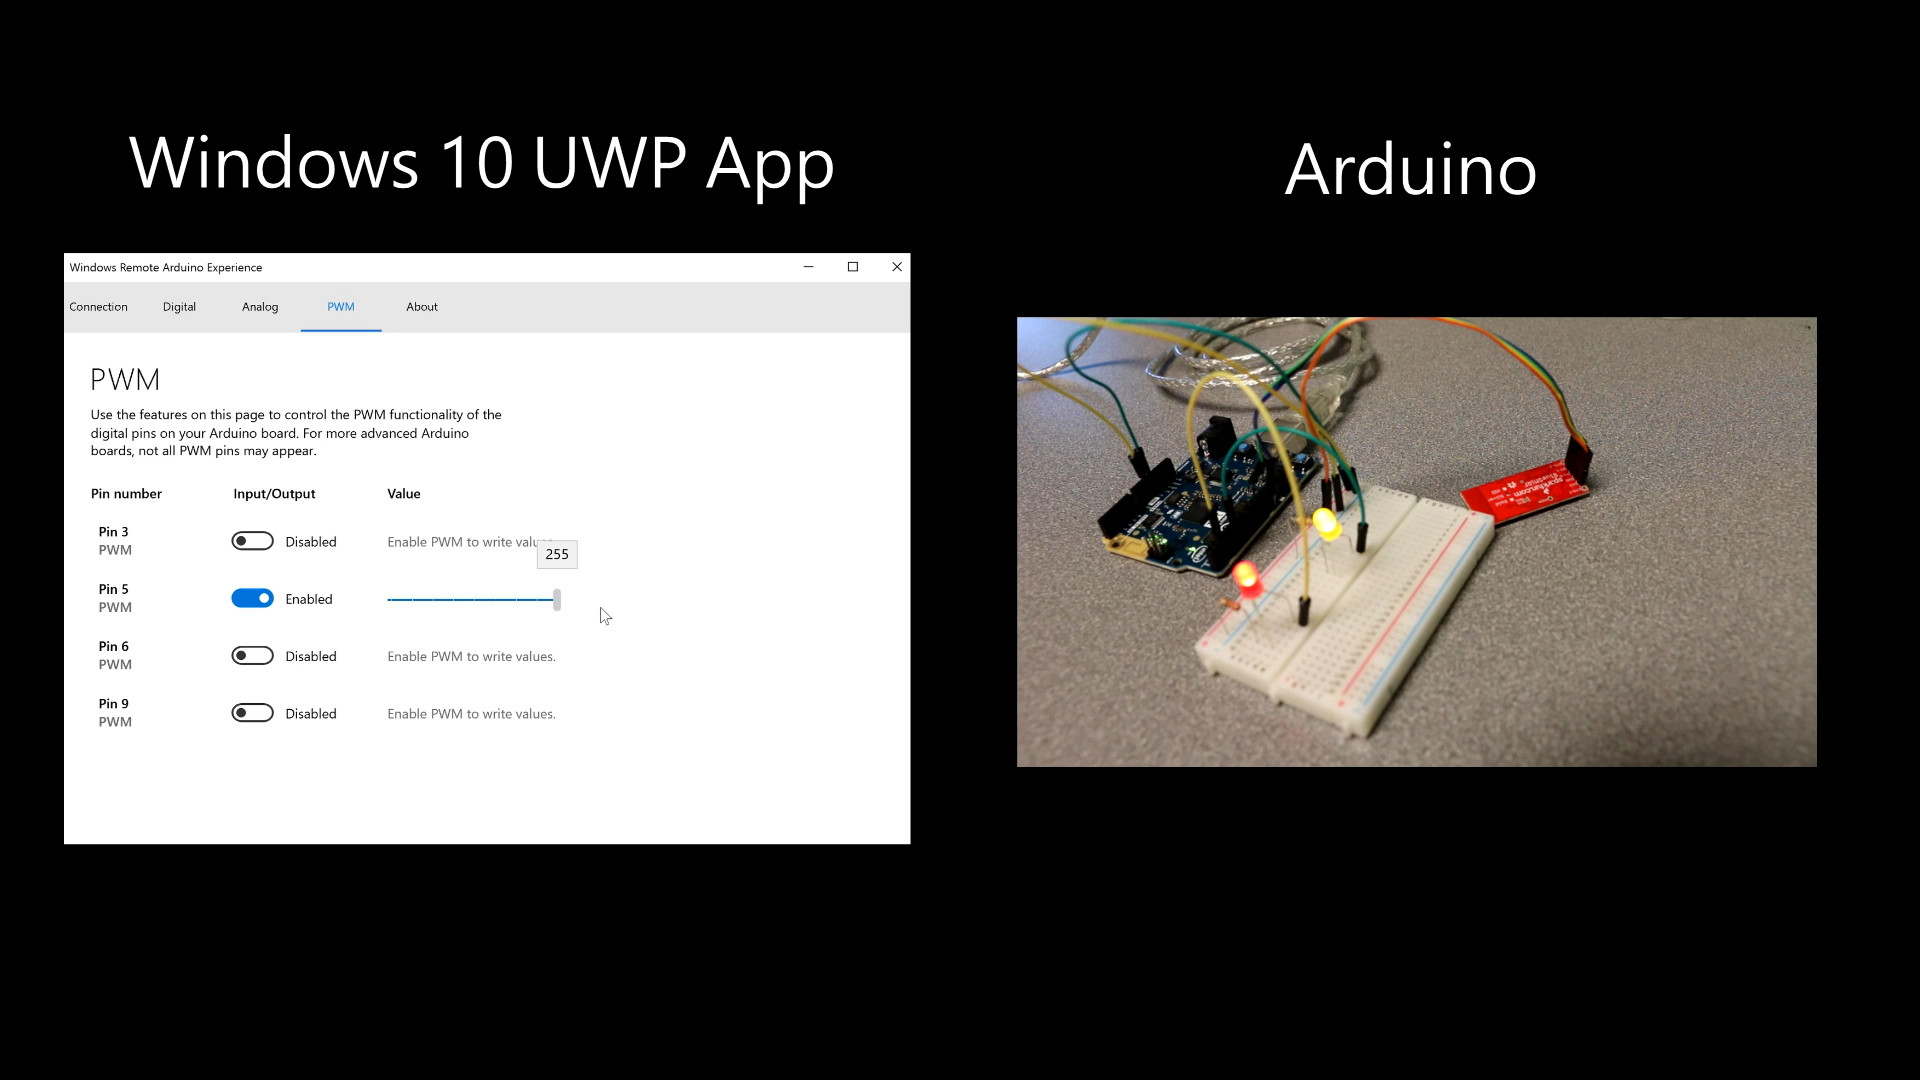 Windows 10 UWP App
Arduino
Windows Remote Arduino Experience
Connection
Digital
Analog
PWM
About
PWM
Use the features on this page to control the PWM functionality of the
digital pins on your Arduino board. For more advanced Arduino
boards, not all PWM pins may appear.
Pin number
Input/Output
Value
Pin 3
PWM
Disabled
Enable PWM to write
255
Pin 5
PWM
Enabled
Pin 6
PWM
Disabled
Enable PWM to write values.
Pin 9
PWM
Disabled
Enable PWM to write values.
sparkfun.com